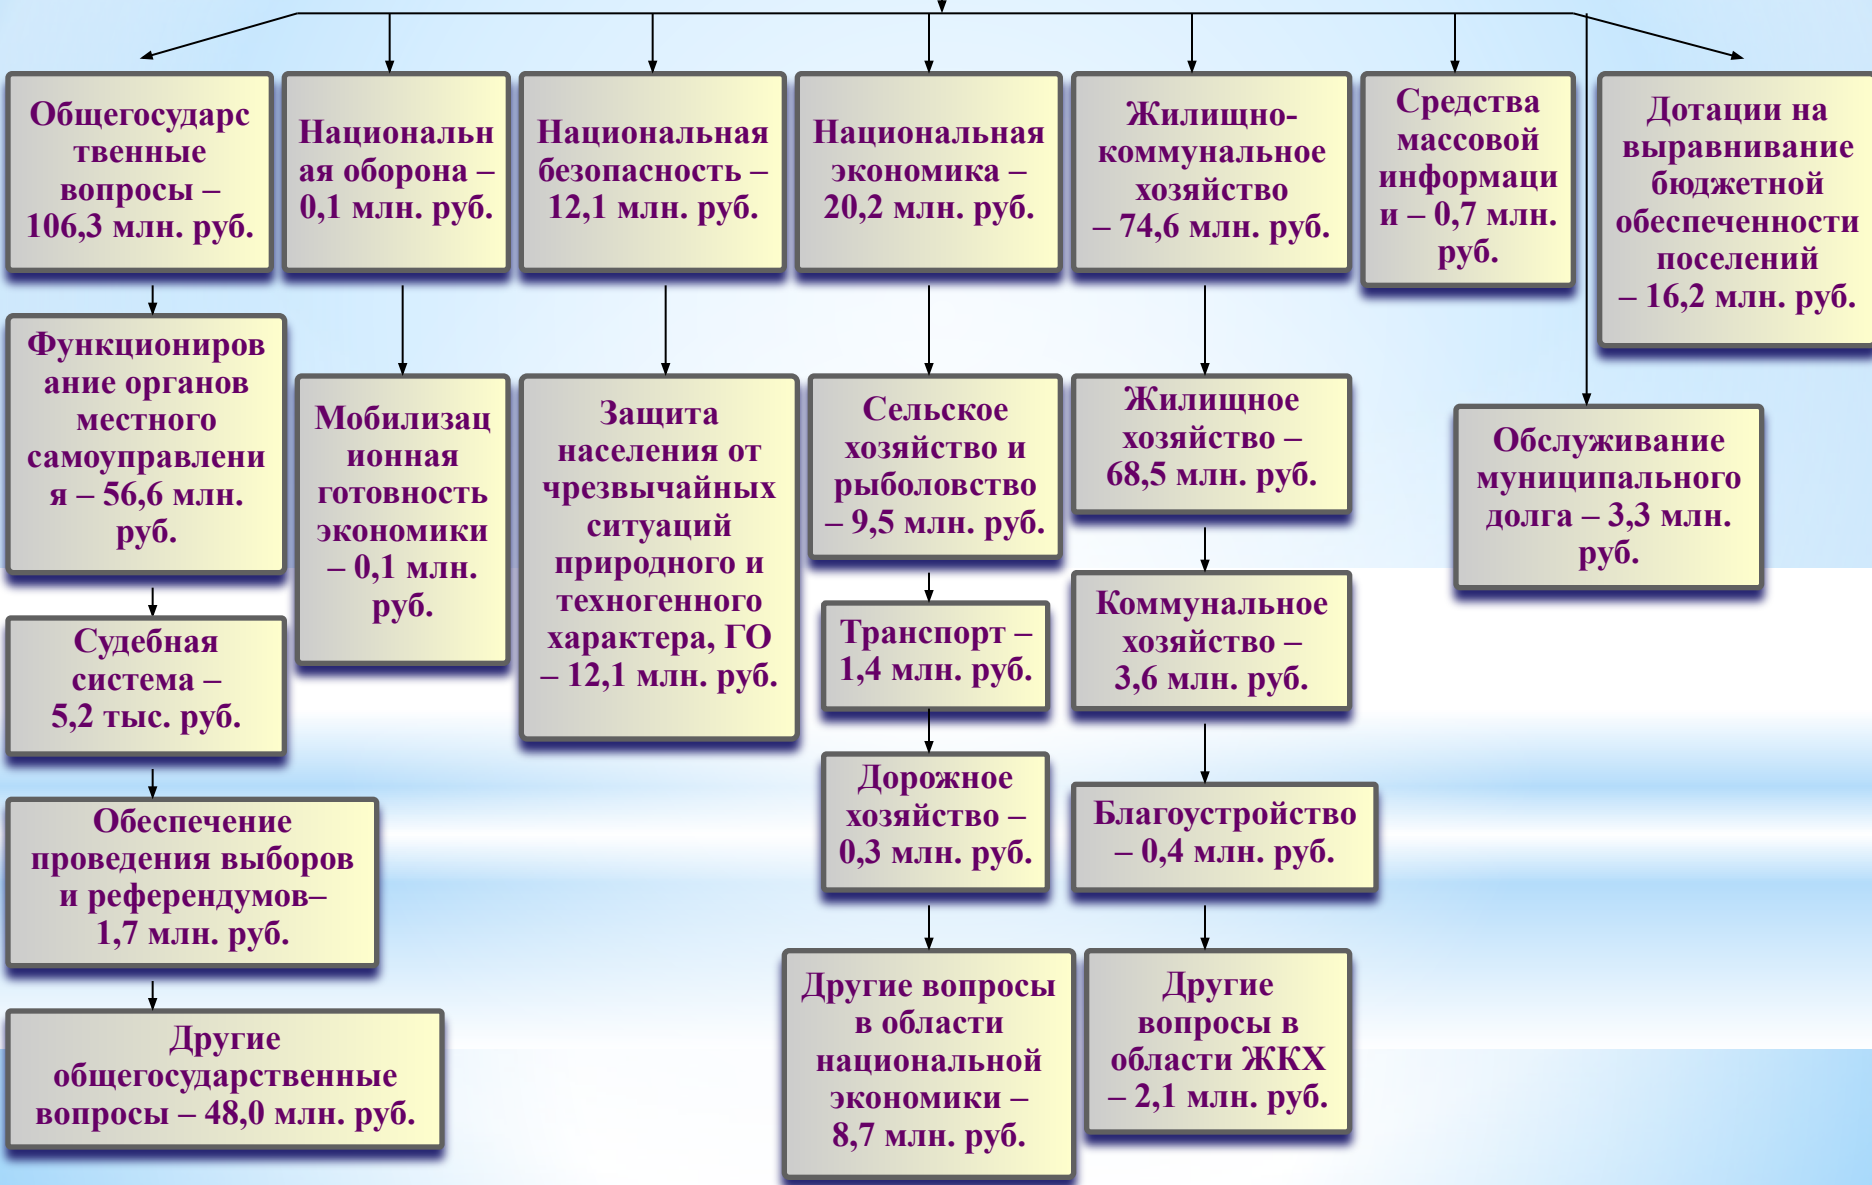 Общегосударс
твенные
вопросы –
106,3 млн. руб.
Национальн
ая оборона –
0,1 млн. руб.
Национальная
безопасность –
12,1 млн. руб.
Национальная
экономика –
20,2 млн. руб.
Жилищно-
коммунальное
хозяйство
– 74,6 млн. руб.
Средства
массовой
информаци
и – 0,7 млн.
руб.
Дотации на
выравнивание
бюджетной
обеспеченности
поселений
– 16,2 млн. руб.
Функциониров
ание органов
местного
самоуправлени
я – 56,6 млн.
руб.
Мобилизац
ионная
готовность
экономики
– 0,1 млн.
руб.
Защита
населения от
чрезвычайных
ситуаций
природного и
техногенного
характера, ГО
– 12,1 млн. руб.
Сельское
хозяйство и
рыболовство
– 9,5 млн. руб.
Жилищное
хозяйство –
68,5 млн. руб.
Обслуживание
муниципального
долга – 3,3 млн.
руб.
Судебная
система –
5,2 тыс. руб.
Транспорт –
1,4 млн. руб.
Коммунальное
хозяйство –
3,6 млн. руб.
Обеспечение
проведения выборов
и референдумов–
1,7 млн. руб.
Дорожное
хозяйство –
0,3 млн. руб.
Благоустройство
– 0,4 млн. руб.
Другие
общегосударственные
вопросы – 48,0 млн. руб.
Другие вопросы
в области
национальной
экономики –
8,7 млн. руб.
Другие
вопросы в
области ЖКХ
– 2,1 млн. руб.